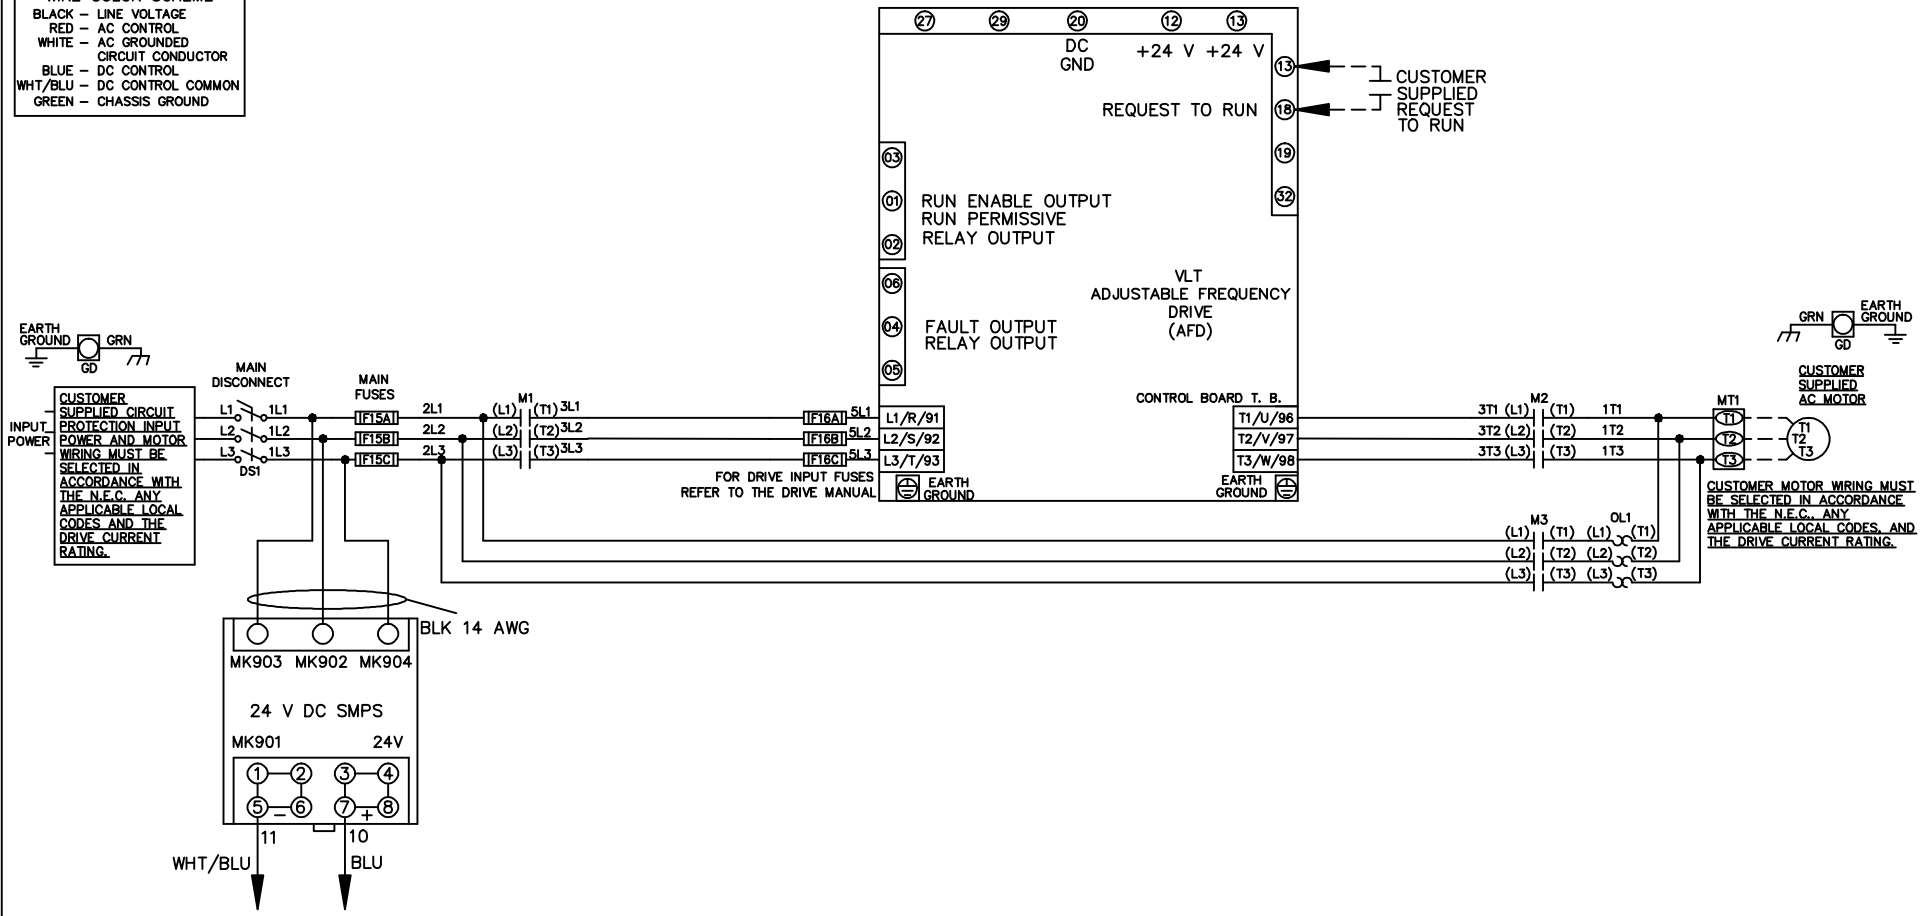 BLACK – LINE VOLTAGE
RED – AC CONTROL
WHITE – AC GROUNDED
CIRCUIT CONDUCTOR
BLUE – DC CONTROL
WHT/BLU – DC CONTROL COMMON
GREEN – CHASSIS GROUND
27 29 20 12 13
DC
GND
+24 V +24 V
13
REQUEST TO RUN 18
19
32
CUSTOMER
SUPPLIED
REQUEST
TO RUN
03
01
02
RUN ENABLE OUTPUT
RUN PERMISSIVE
RELAY OUTPUT
06
04
05
FAULT OUTPUT
RELAY OUTPUT
VLT
ADJUSTABLE FREQUENCY
DRIVE
(AFD)
CONTROL BOARD T. B.
EARTH
GROUND
GRN
GD
INPUT
POWER
CUSTOMER
SUPPLIED CIRCUIT
PROTECTION INPUT
POWER AND MOTOR
WIRING MUST BE
SELECTED IN
ACCORDANCE WITH
THE N.E.C. ANY
APPLICABLE LOCAL
CODES AND THE
DRIVE CURRENT
RATING.
MAIN
DISCONNECT
L1 1L1
L2 1L2
L3 1L3
DS1
MAIN
FUSES
F15A 2L1
F15B 2L2
F15C 2L3
M1
(L1) (T1) 3L1
(L2) (T2) 3L2
(L3) (T3) 3L3
F16A 5L1
F16B 5L2
F16C 5L3
FOR DRIVE INPUT FUSES
REFER TO THE DRIVE MANUAL
L1/R/91
L2/S/92
L3/T/93
EARTH
GROUND
T1/U/96
T2/V/97
T3/W/98
EARTH
GROUND
M2
3T1 (L1) (T1) 1T1
3T2 (L2) (T2) 1T2
3T3 (L3) (T3) 1T3
M3 OL1
(L1) (T1) (L1) (T1)
(L2) (T2) (L2) (T2)
(L3) (T3) (L3) (T3)
MT1
T1
T2
T3
T1
T2
T3
GRN
GD
EARTH
GROUND
CUSTOMER
SUPPLIED
AC MOTOR
CUSTOMER MOTOR WIRING MUST
BE SELECTED IN ACCORDANCE
WITH THE N.E.C., ANY
APPLICABLE LOCAL CODES, AND
THE DRIVE CURRENT RATING.
BLK 14 AWG
MK903 MK902 MK904
24 V DC SMPS
MK901 24V
1 2 3 4
5 – 6 7 + 8
11 10
WHT/BLU BLU